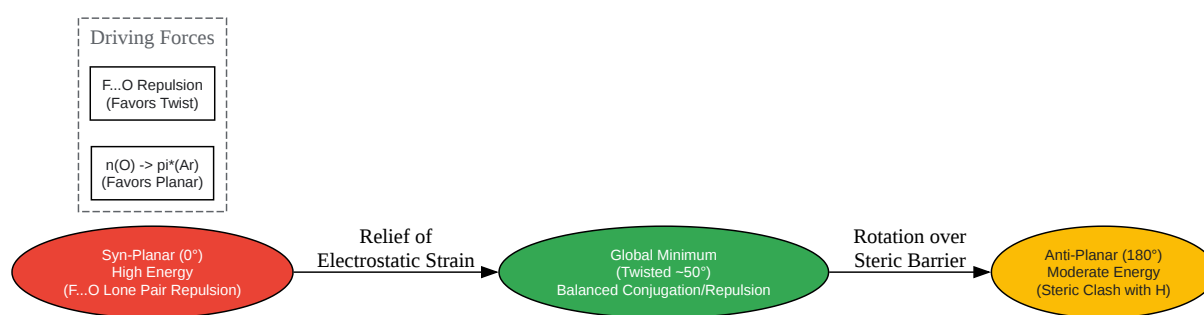 Driving Forces
F...O Repulsion
(Favors Twist)
n(O) -> pi*(Ar)
(Favors Planar)
Syn-Planar (0°)
High Energy
(F...O Lone Pair Repulsion)
Relief of
Electrostatic Strain
Global Minimum
(Twisted ~50°)
Balanced Conjugation/Repulsion
Rotation over
Steric Barrier
Anti-Planar (180°)
Moderate Energy
(Steric Clash with H)